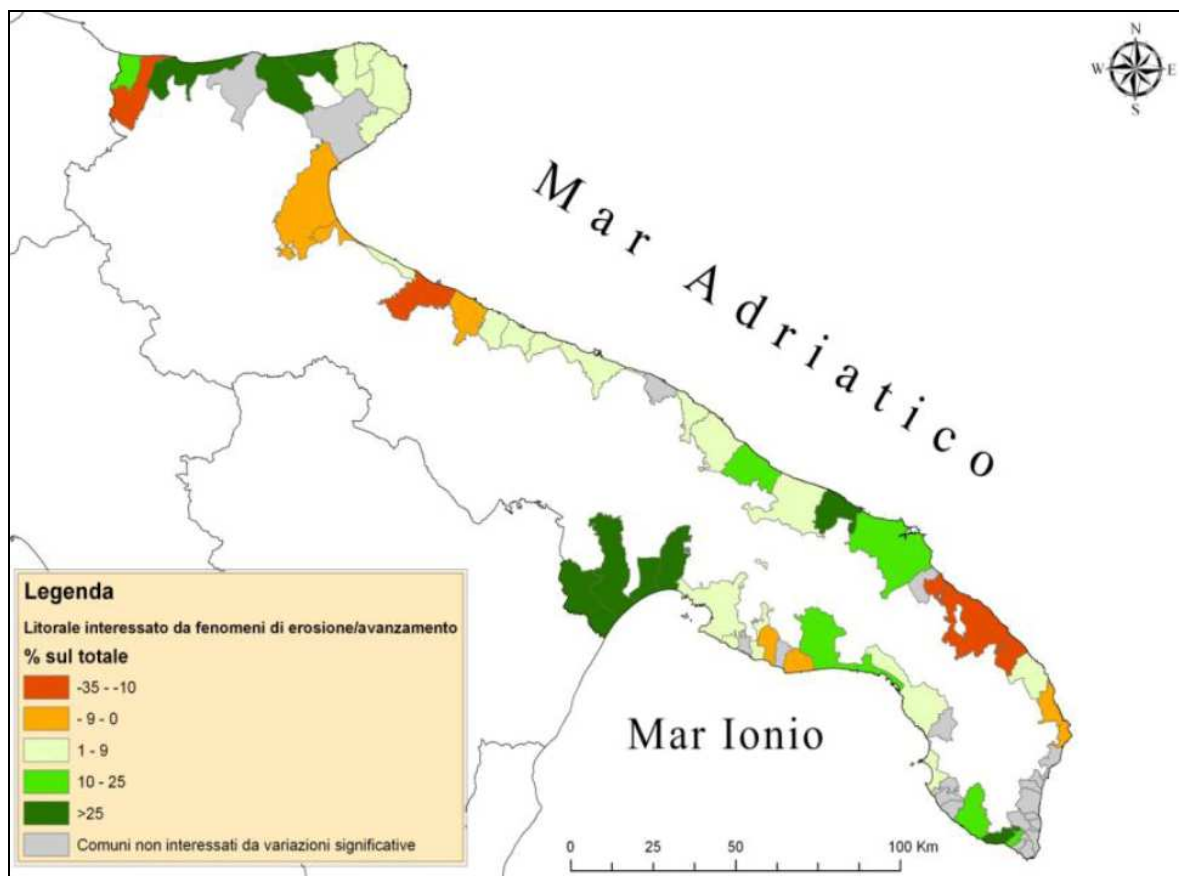 N
W E
S
Mar Adriatico
Mar Ionio
Legenda
Litorale interessato da fenomeni di erosione/avanzamento
% sul totale
-35 - -10
- 9 - 0
1 - 9
10 - 25
>25
Comuni non interessati da variazioni significative
0 25 50 100 Km